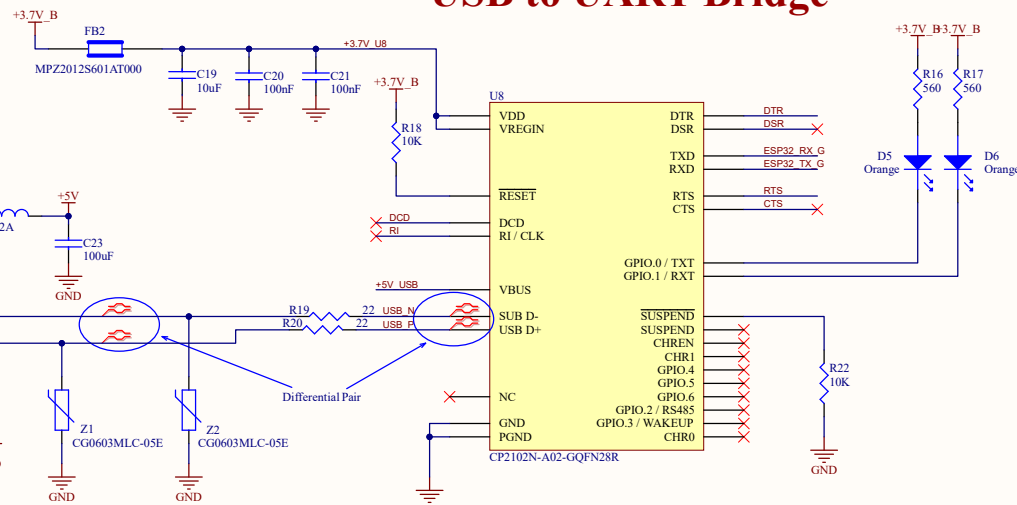 USB to UART Bridge
+3.7V_B
FB2
MPZ2012S601AT000
C19
10uF
C20
100nF
C21
100nF
+3.7V_U8
+3.7V_B
R18
10K
U8
VDD
VREGIN
RESET
DCD
DCD
RI
RI / CLK
+5V_USB
VBUS
R19
22
USB_N
SUB D-
R20
22
USB_P
USB D+
NC
GND
PGND
CP2102N-A02-GQFN28R
DTR
DTR
DSR
DSR
TXD
ESP32_RX_G
RXD
ESP32_TX_G
RTS
RTS
CTS
CTS
GPIO.0 / TXT
GPIO.1 / RXT
SUSPEND
SUSPEND
CHREN
CHR1
GPIO.4
GPIO.5
GPIO.6
GPIO.2 / RS485
GPIO.3 / WAKEUP
CHR0
+3.7V_B
+3.7V_B
R16
560
R17
560
D5
Orange
D6
Orange
R22
10K
GND
+5V
2A
C23
100uF
GND
Differential Pair
Z1
CG0603MLC-05E
GND
Z2
CG0603MLC-05E
GND